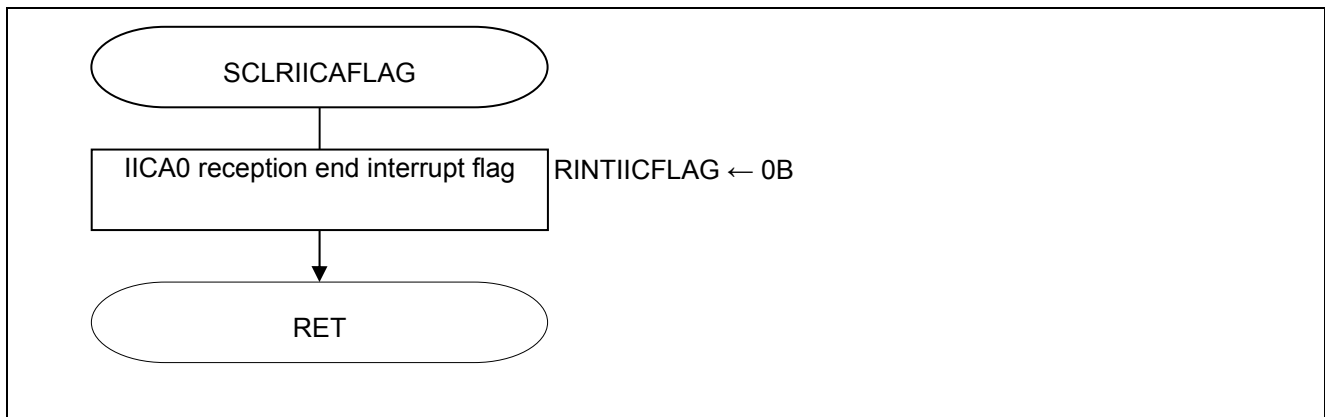 SCLRIICAFLAG
IICA0 reception end interrupt flag
RINTIICFLAG ← 0B
RET